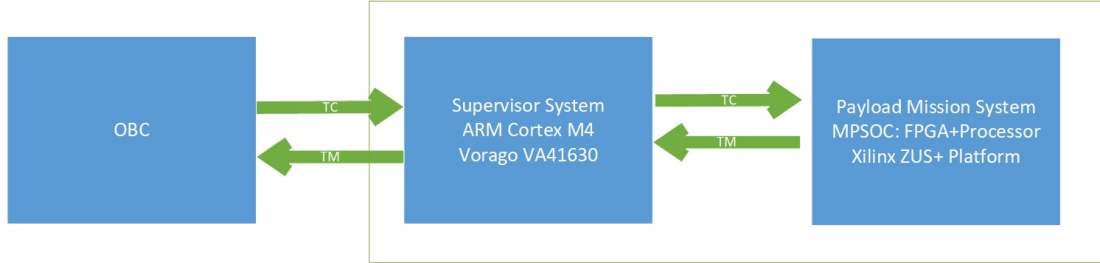 OBC
TC
TM
Supervisor System
ARM Cortex M4
Vorago VA41630
TC
TM
Payload Mission System
MPSOC: FPGA+Processor
Xilinx ZUS+ Platform